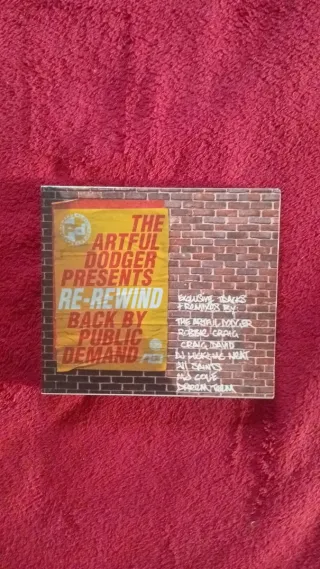 THE
ARTFUL
DODGER
PRESENTS
RE-REWIND
BACK BY
PUBLIC
DEMAND
EXCLUSIVE TRACKS
& REMIXES BY:
THE ARTFUL DODGER
ROBBIE CRAIG
CRAIG DAVID
DJ LUCK & MC NEAT
ALL SAINTS
MJ COLE
DREEM TEEM